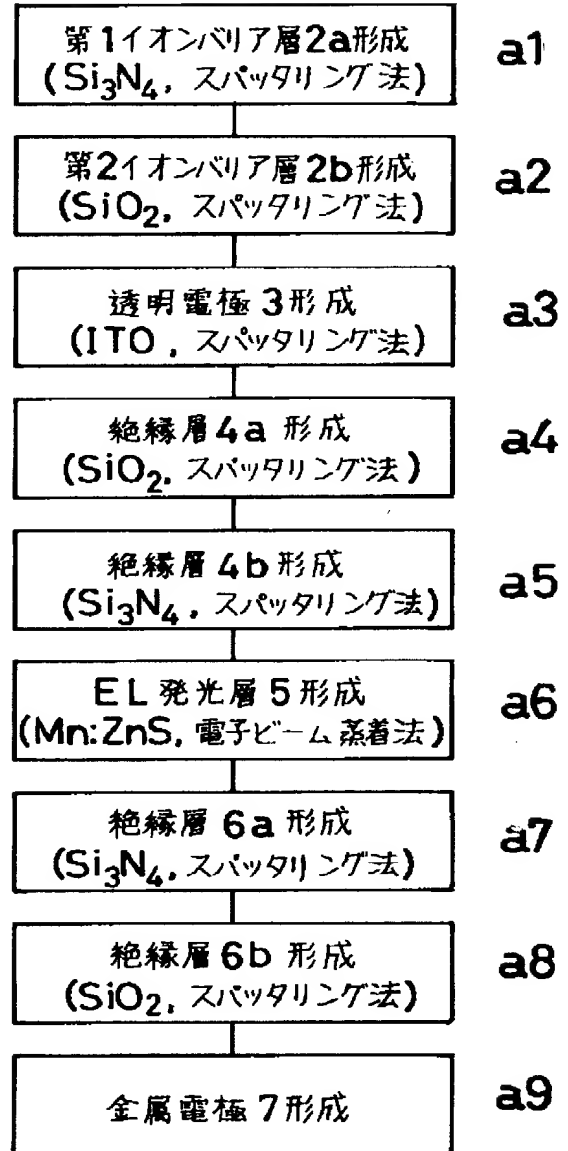 第1イオンバリア層2a形成
(Si₃N₄, スパッタリング法)
a1
第2イオンバリア層2b形成
(SiO₂, スパッタリング法)
a2
透明電極3形成
(ITO, スパッタリング法)
a3
絶縁層4a 形成
(SiO₂, スパッタリング法)
a4
絶縁層4b形成
(Si₃N₄, スパッタリング法)
a5
EL発光層5形成
(Mn:ZnS, 電子ビーム蒸着法)
a6
絶縁層6a形成
(Si₃N₄, スパッタリング法)
a7
絶縁層6b 形成
(SiO₂, スパッタリング法)
a8
金属電極7形成
a9